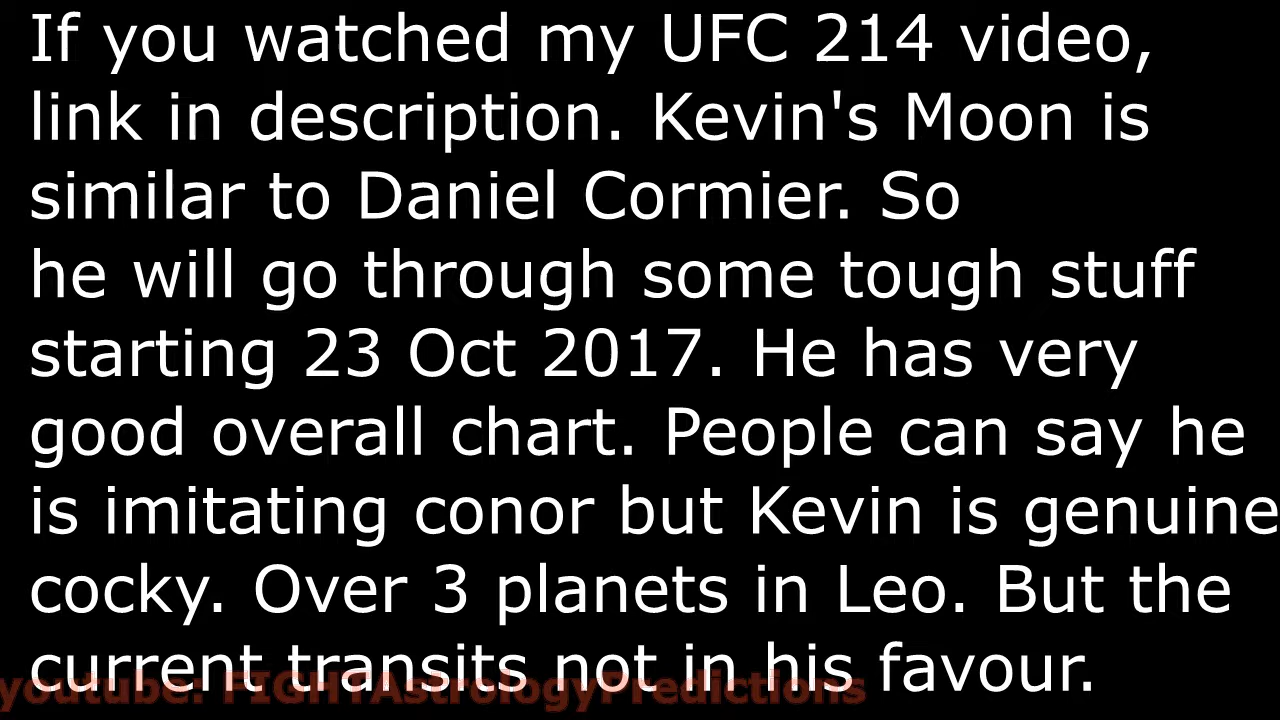 If you watched my UFC 214 video,
link in description. Kevin's Moon is
similar to Daniel Cormier. So
he will go through some tough stuff
starting 23 Oct 2017. He has very
good overall chart. People can say he
is imitating conor but Kevin is genuine
cocky. Over 3 planets in Leo. But the
current transits not in his favour.
youtube: FIGHTAstrologyPredictions